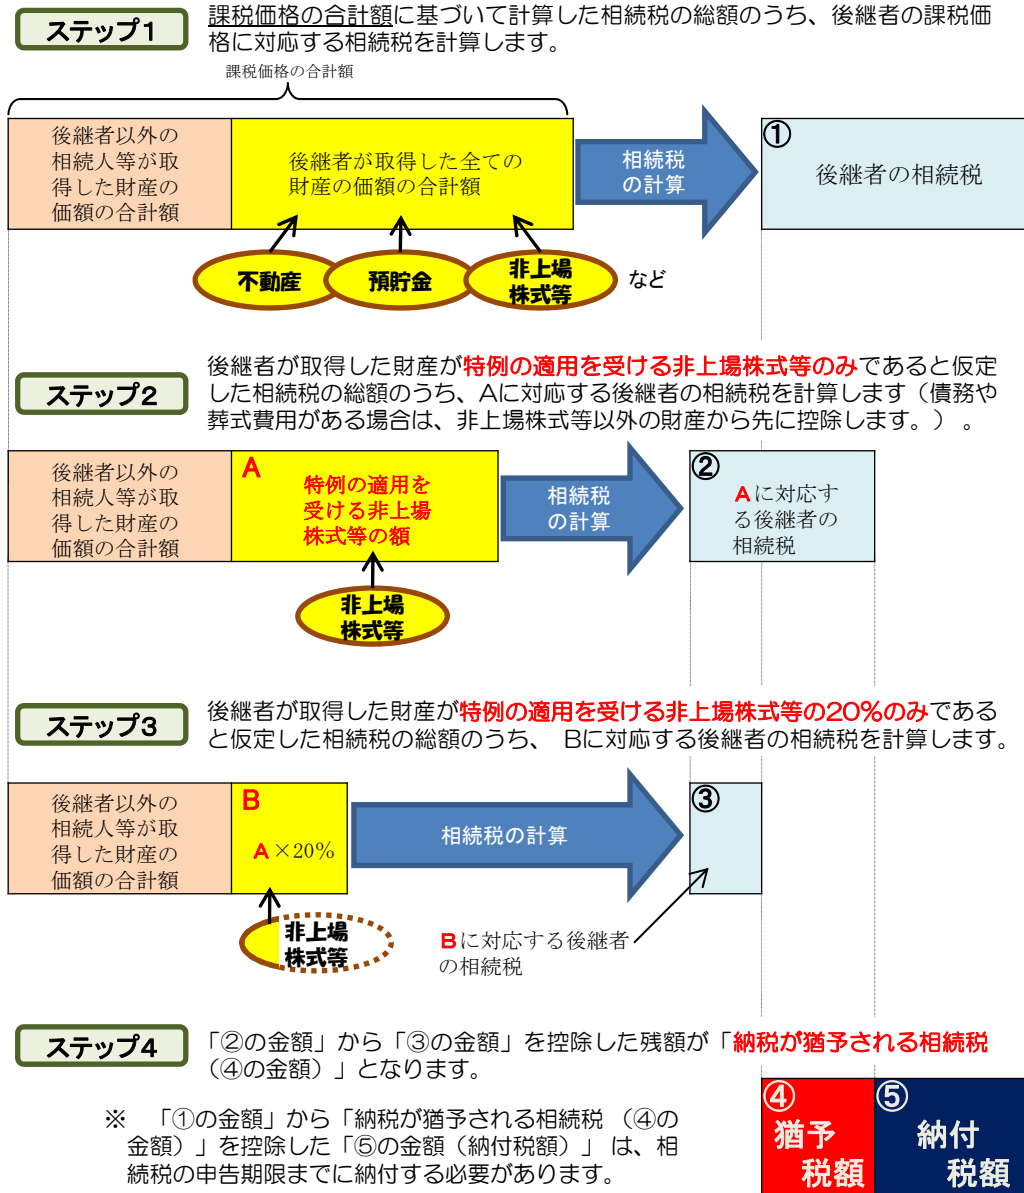 ステップ1
課税価格の合計額に基づいて計算した相続税の総額のうち、後継者の課税価
格に対応する相続税を計算します。
課税価格の合計額
後継者以外の
相続人等が取
得した財産の
価額の合計額
後継者が取得した全ての
財産の価額の合計額
相続税
の計算
①
後継者の相続税
不動産
預貯金
非上場
株式等
など
ステップ2
後継者が取得した財産が特例の適用を受ける非上場株式等のみであると仮定
した相続税の総額のうち、Aに対応する後継者の相続税を計算します（債務や
葬式費用がある場合は、非上場株式等以外の財産から先に控除します。）。
後継者以外の
相続人等が取
得した財産の
価額の合計額
A
特例の適用を
受ける非上場
株式等の額
相続税
の計算
②
Aに対応す
る後継者の
相続税
非上場
株式等
ステップ3
後継者が取得した財産が特例の適用を受ける非上場株式等の20%のみである
と仮定した相続税の総額のうち、 Bに対応する後継者の相続税を計算します。
後継者以外の
相続人等が取
得した財産の
価額の合計額
B
A×20%
相続税の計算
③
非上場
株式等
Bに対応する後継者
の相続税
ステップ4
「②の金額」から「③の金額」を控除した残額が「納税が猶予される相続税
（④の金額）」となります。
※ 「①の金額」から「納税が猶予される相続税 （④の
金額）」を控除した「⑤の金額（納付税額）」 は、相
続税の申告期限までに納付する必要があります。
④
猶予
税額
⑤
納付
税額